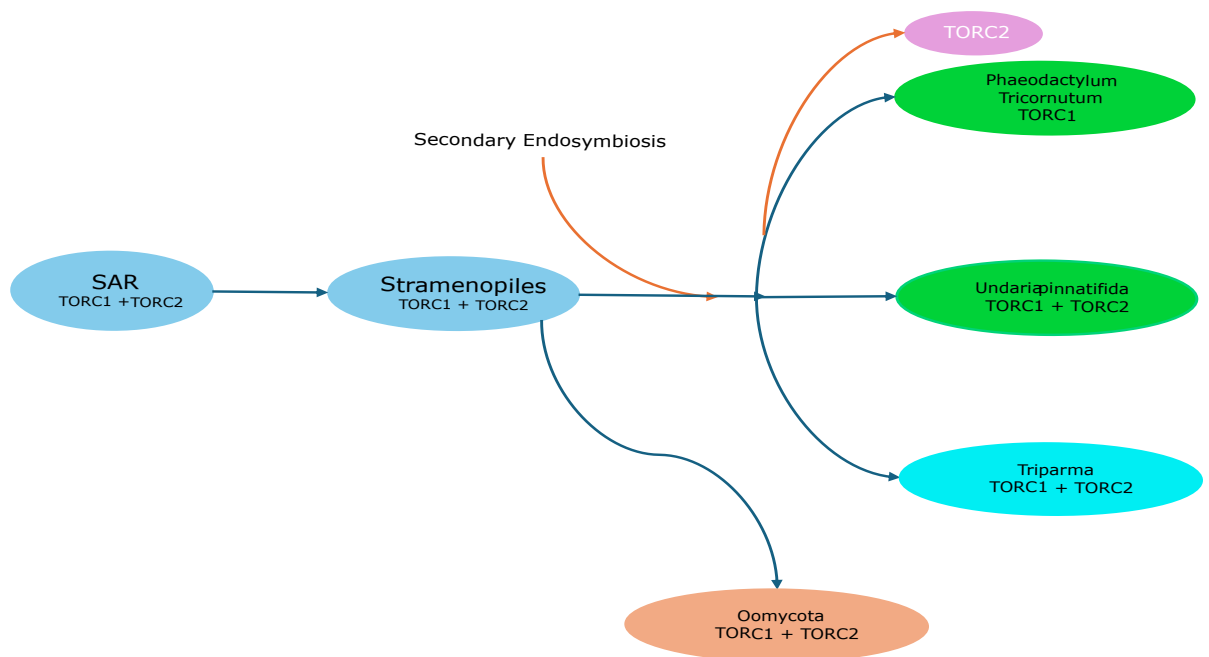 TORC2
Phaeodactylum
Tricornutum
TORC1
Secondary Endosymbiosis
SAR
TORC1 +TORC2
Stramenopiles
TORC1 + TORC2
Undariapinnatifida
TORC1 + TORC2
Triparma
TORC1 + TORC2
Oomycota
TORC1 + TORC2